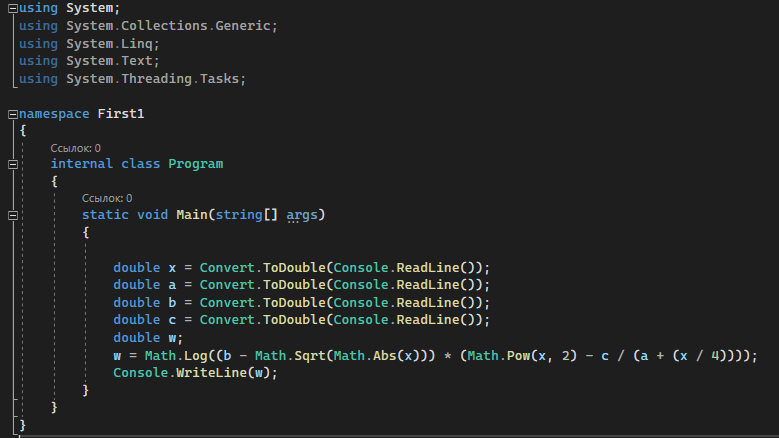 using System;
using System.Collections.Generic;
using System.Linq;
using System.Text;
using System.Threading.Tasks;
namespace First1
{
Ссылок: 0
internal class Program
{
Ссылок: 0
static void Main(string[] args)
{
double x = Convert.ToDouble(Console.ReadLine());
double a = Convert.ToDouble(Console.ReadLine());
double b = Convert.ToDouble(Console.ReadLine());
double c = Convert.ToDouble(Console.ReadLine());
double w;
w = Math.Log((b - Math.Sqrt(Math.Abs(x))) * (Math.Pow(x, 2) - c / (a + (x / 4))));
Console.WriteLine(w);
}
}
}